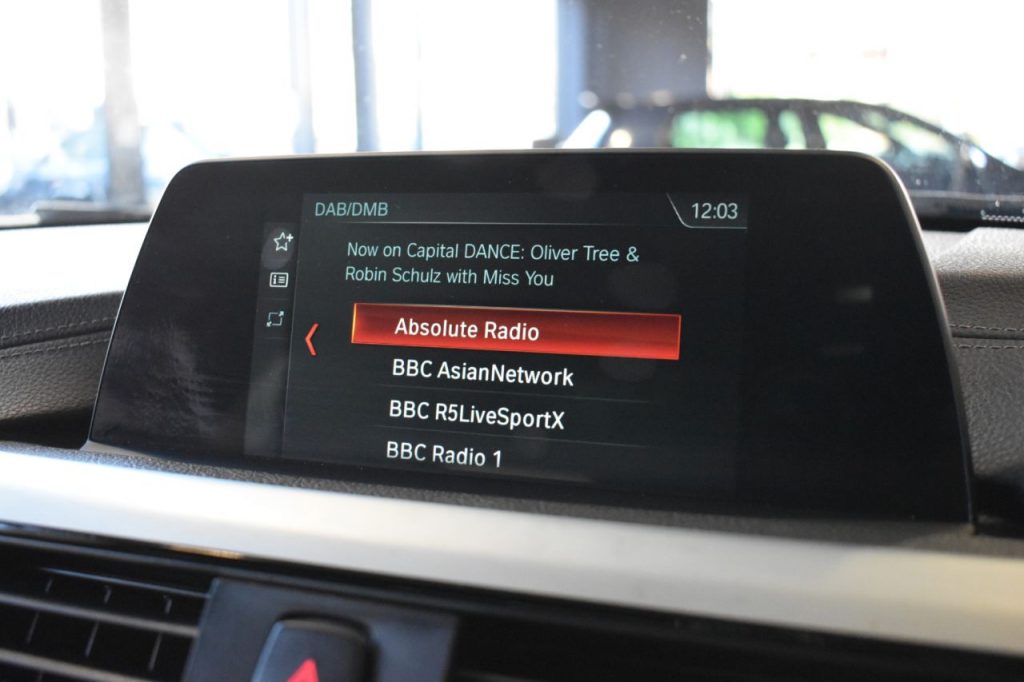 DAB/DMB
12:03
Now on Capital DANCE: Oliver Tree &
Robin Schulz with Miss You
Absolute Radio
BBC AsianNetwork
BBC R5LiveSportX
BBC Radio 1